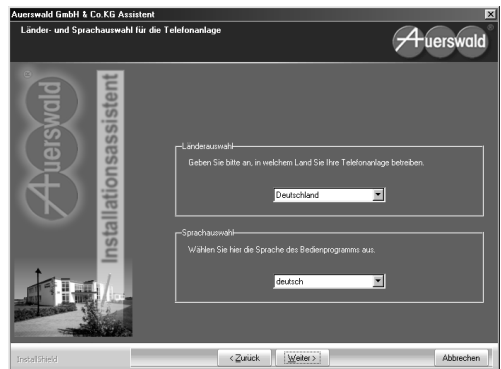 Auerswald GmbH & Co.KG Assistent
Länder- und Sprachauswahl für die Telefonanlage
Auerswald
Auerswald
Installationsassistent
Länderauswahl
Geben Sie bitte an, in welchem Land Sie Ihre Telefonanlage betreiben.
Deutschland
Sprachauswahl
Wählen Sie hier die Sprache des Bedienprogramms aus.
deutsch
InstallShield
< Zurück
Weiter >
Abbrechen